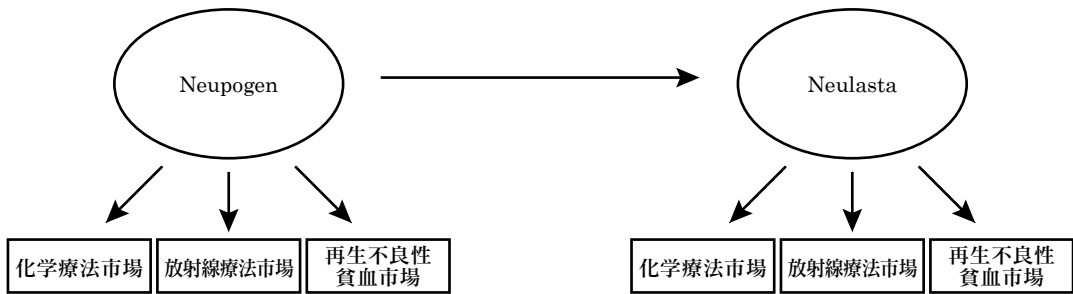 Neupogen
Neulasta
化学療法市場
放射線療法市場
再生不良性
貧血市場
化学療法市場
放射線療法市場
再生不良性
貧血市場